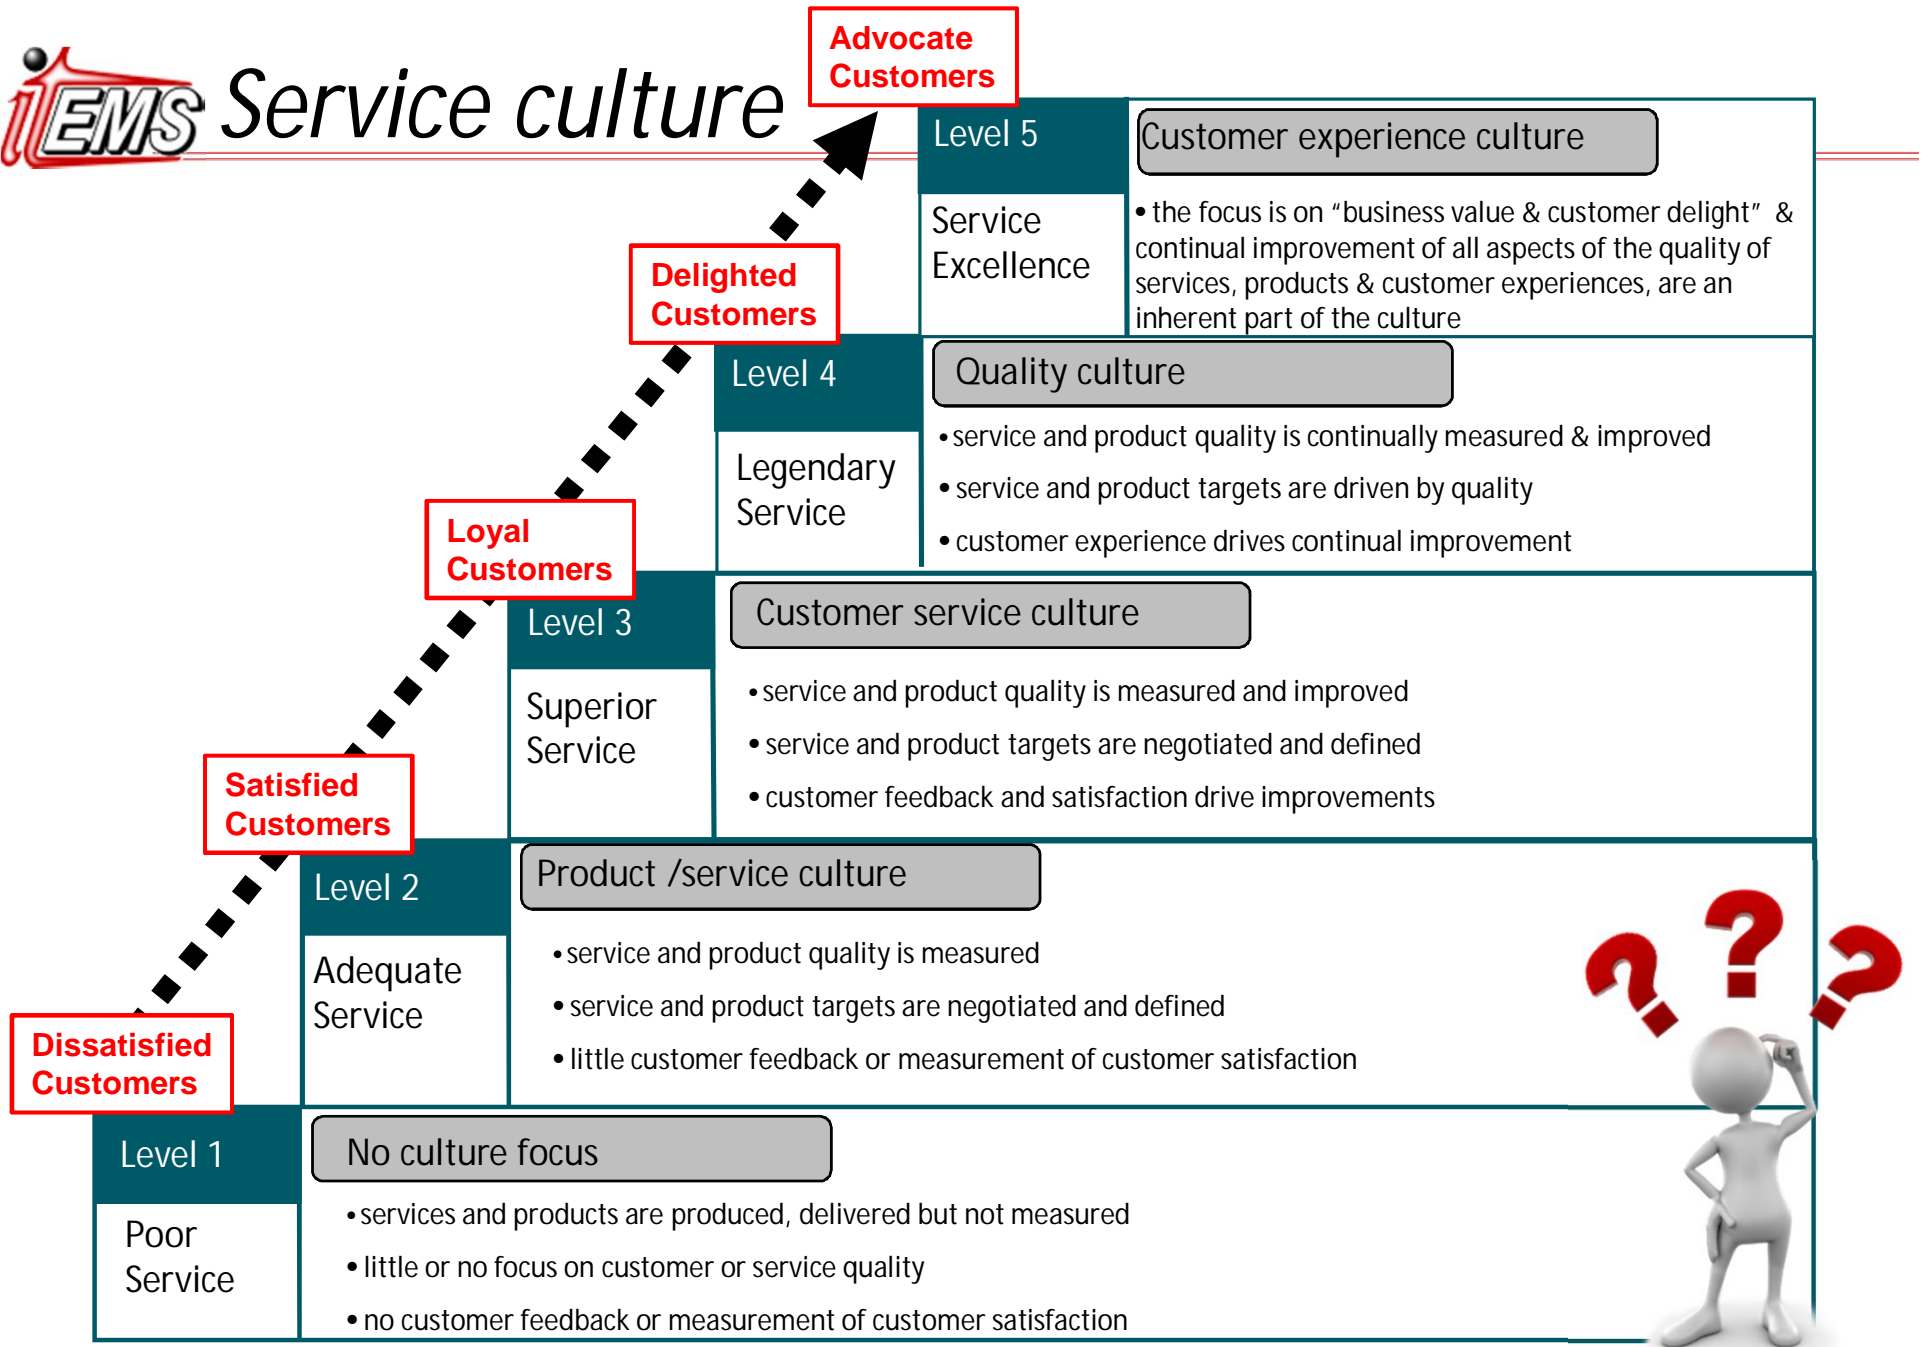 iTEMS
Service culture
Advocate
Customers
Level 5
Customer experience culture
Service
Excellence
• the focus is on “business value & customer delight” &
continual improvement of all aspects of the quality of
services, products & customer experiences, are an
inherent part of the culture
Delighted
Customers
Level 4
Quality culture
Legendary
Service
• service and product quality is continually measured & improved
• service and product targets are driven by quality
• customer experience drives continual improvement
Loyal
Customers
Level 3
Customer service culture
Superior
Service
• service and product quality is measured and improved
• service and product targets are negotiated and defined
• customer feedback and satisfaction drive improvements
Satisfied
Customers
Level 2
Product /service culture
Adequate
Service
• service and product quality is measured
• service and product targets are negotiated and defined
• little customer feedback or measurement of customer satisfaction
Dissatisfied
Customers
Level 1
No culture focus
Poor
Service
• services and products are produced, delivered but not measured
• little or no focus on customer or service quality
• no customer feedback or measurement of customer satisfaction
? ? ?